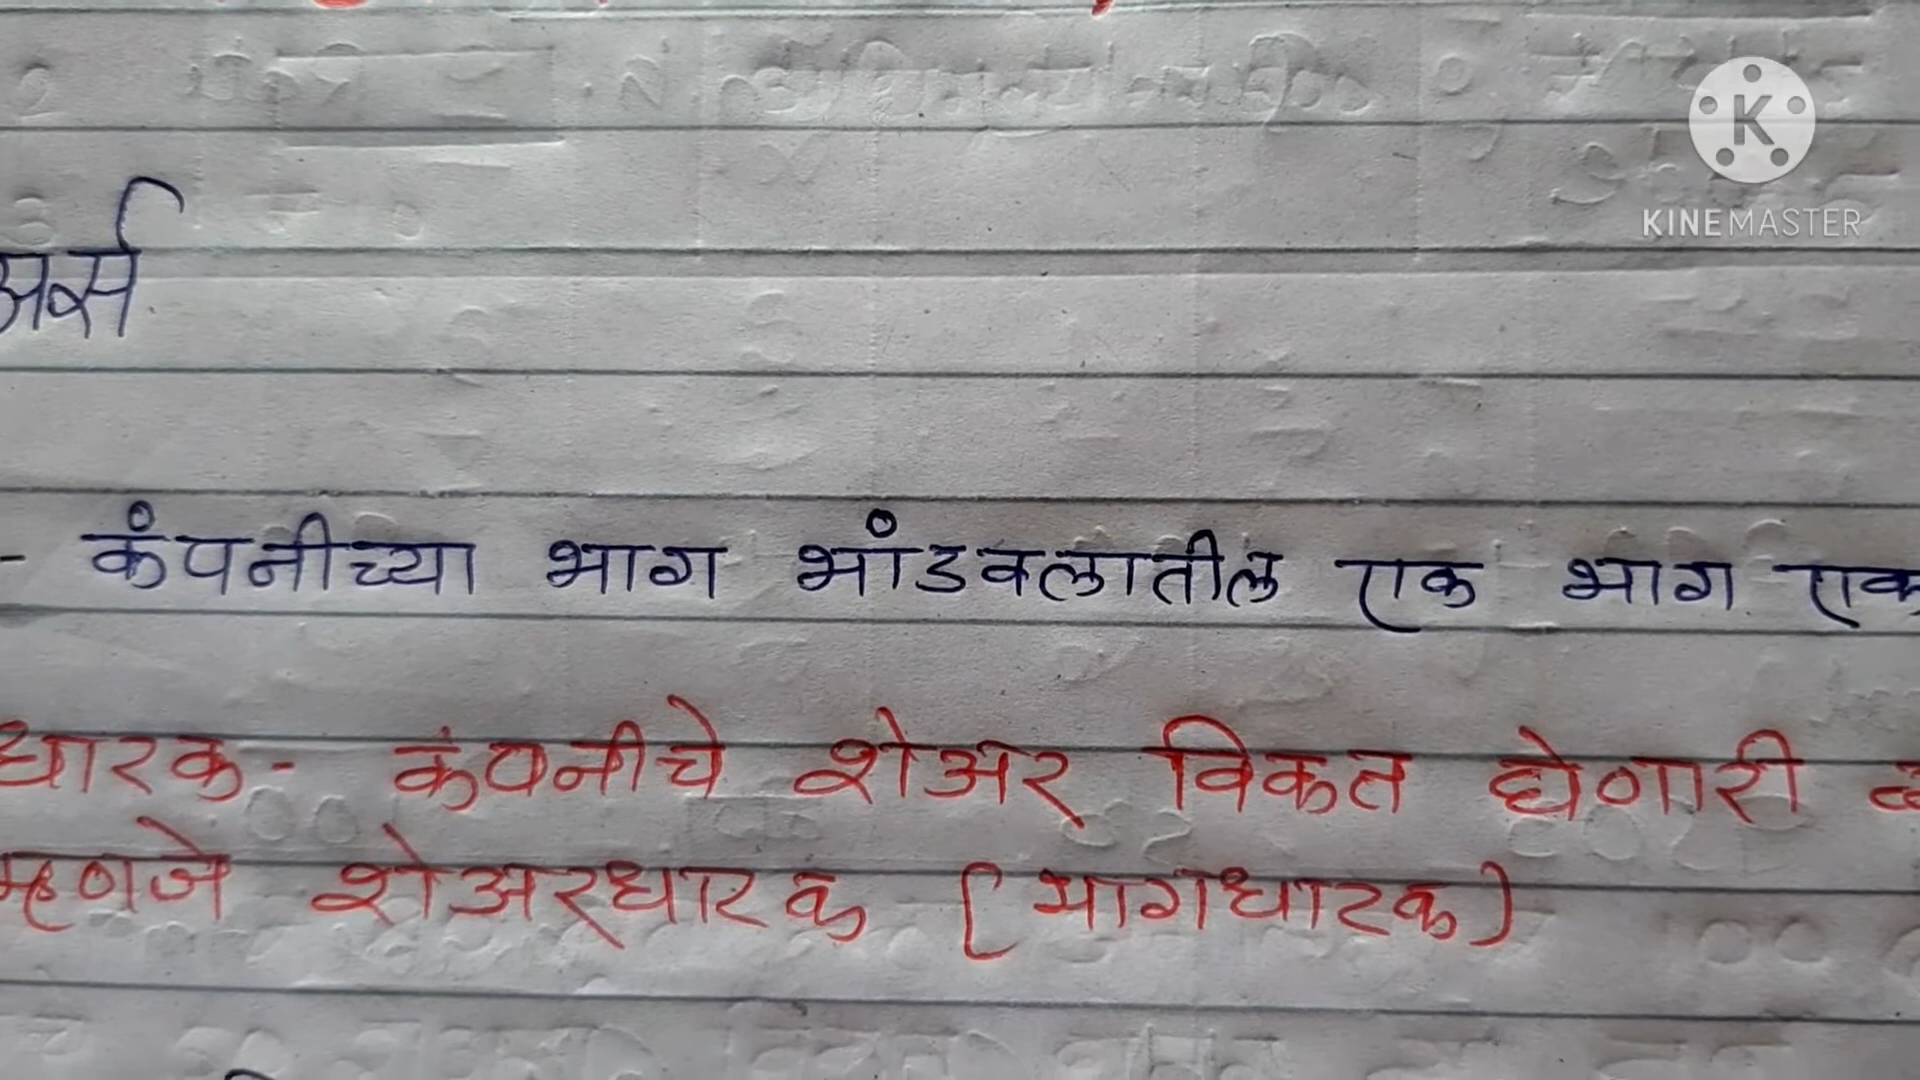 KINEMASTER
अर्स
- कंपनीच्या भाग भांडवलातील एक भाग एक
धारक - कंपनीचे शेअर विकत घेणारी
म्हणजे शेअरधारक (भागधारक)